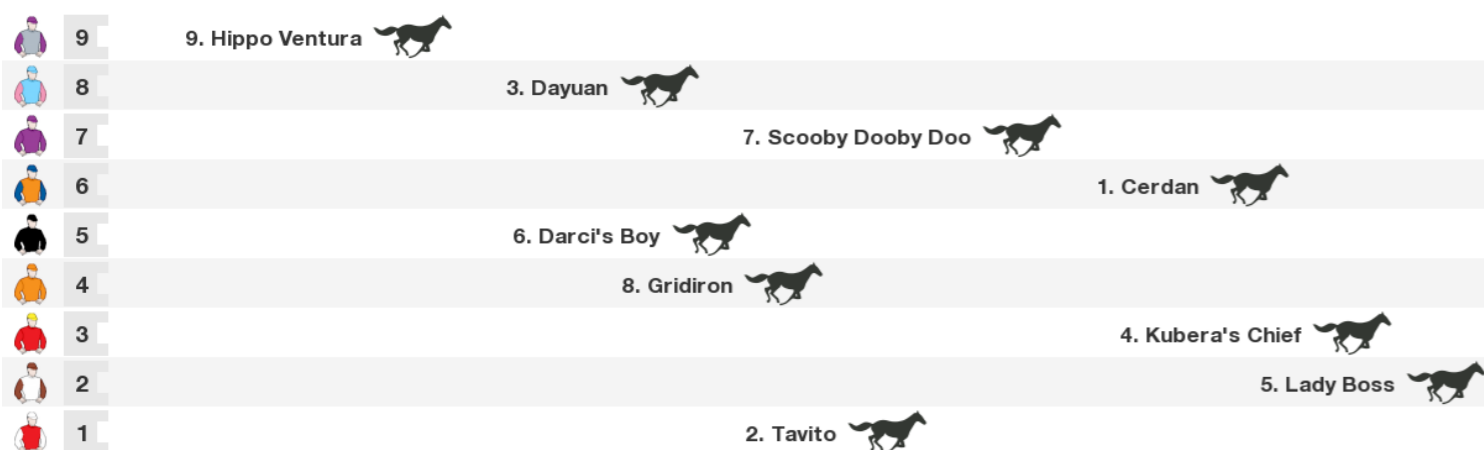 9 9. Hippo Ventura
8 3. Dayuan
7 7. Scooby Dooby Doo
6 1. Cerdan
5 6. Darci's Boy
4 8. Gridiron
3 4. Kubera's Chief
2 5. Lady Boss
1 2. Tavito